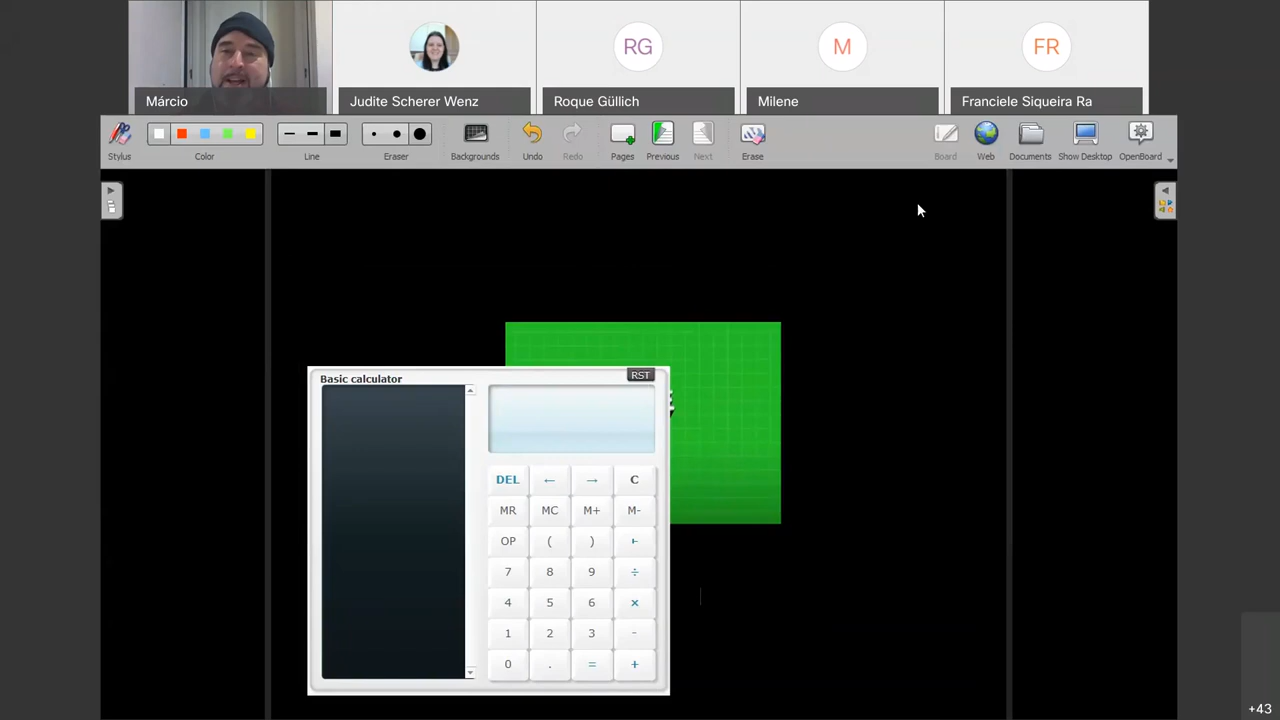 RG
M
FR
Márcio
Judite Scherer Wenz
Roque Güllich
Milene
Franciele Siqueira Ra
Stylus
Color
Line
Eraser
Backgrounds
Undo
Redo
Pages
Previous
Next
Erase
Board
Web
Documents
Show Desktop
OpenBoard
Basic calculator
RST
DEL ← → C
MR MC M+ M-
OP ( )
7 8 9 ÷
4 5 6 ×
1 2 3 -
0 . = +
+43